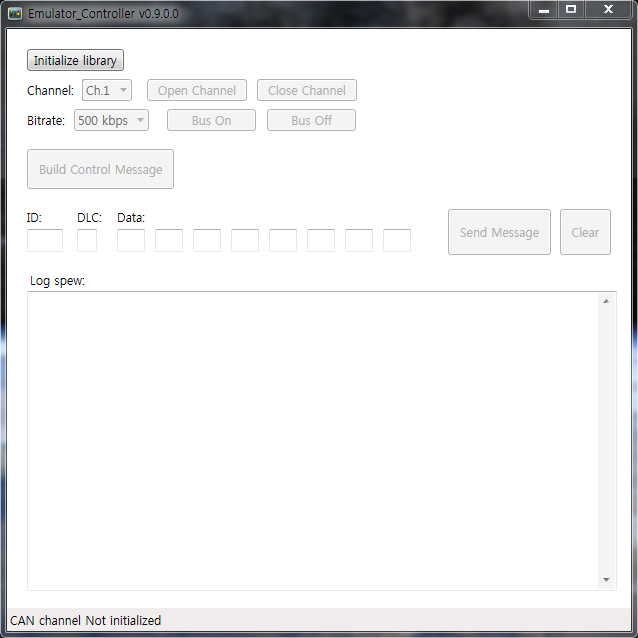 Emulator_Controller v0.9.0.0
Initialize library
Channel: Ch.1 Open Channel Close Channel
Bitrate: 500 kbps Bus On Bus Off
Build Control Message
ID: DLC: Data:
Send Message Clear
Log spew:
CAN channel Not initialized